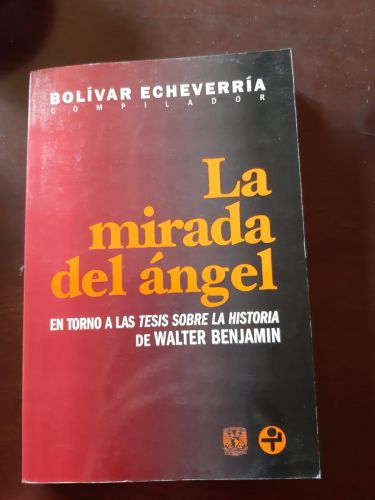 BOLÍVAR ECHEVERRÍA
COMPILADOR
La
mirada
del ángel
EN TORNO A LAS TESIS SOBRE LA HISTORIA
DE WALTER BENJAMIN